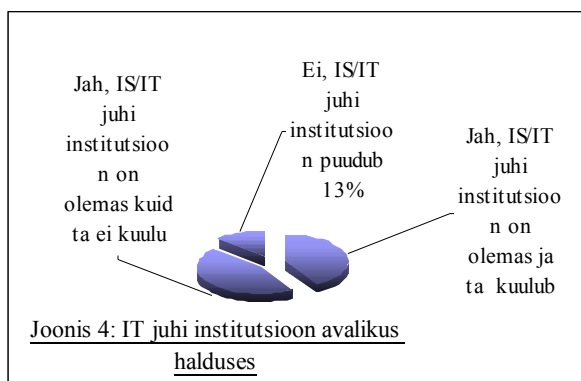 Jah, IS/IT
juhi
institutsioo
n on
olemas kuid
ta ei kuulu
Ei, IS/IT
juhi
institutsioo
n puudub
13%
Jah, IS/IT
juhi
institutsioo
n on
olemas ja
ta kuulub
Joonis 4: IT juhi institutsioon avalikus
halduses